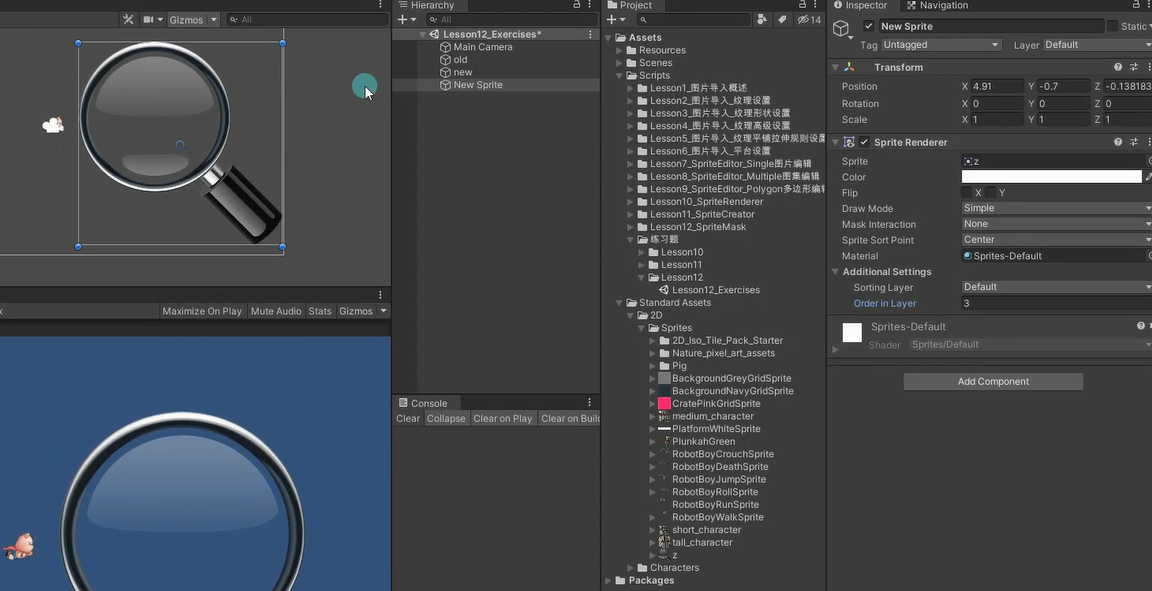 Gizmos
All
Maximize On Play Mute Audio Stats Gizmos
Hierarchy
All
Lesson12_Exercises*
Main Camera
old
new
New Sprite
Console
Clear Collapse Clear on Play Clear on Build
Project
14
Assets
Resources
Scenes
Scripts
Lesson1_图片导入概述
Lesson2_图片导入_纹理设置
Lesson3_图片导入_纹理形状设置
Lesson4_图片导入_纹理高级设置
Lesson5_图片导入_纹理平铺拉伸规则设置
Lesson6_图片导入_平台设置
Lesson7_SpriteEditor_Single图片编辑
Lesson8_SpriteEditor_Multiple图集编辑
Lesson9_SpriteEditor_Polygon多边形编辑
Lesson10_SpriteRenderer
Lesson11_SpriteCreator
Lesson12_SpriteMask
练习题
Lesson10
Lesson11
Lesson12
Lesson12_Exercises
Standard Assets
2D
Sprites
2D_Iso_Tile_Pack_Starter
Nature_pixel_art_assets
Pig
BackgroundGreyGridSprite
BackgroundNavyGridSprite
CratePinkGridSprite
medium_character
PlatformWhiteSprite
PlunkahGreen
RobotBoyCrouchSprite
RobotBoyDeathSprite
RobotBoyJumpSprite
RobotBoyRollSprite
RobotBoyRunSprite
RobotBoyWalkSprite
short_character
tall_character
z
Characters
Packages
Inspector Navigation
New Sprite Static
Tag Untagged Layer Default
Transform
Position X 4.91 Y -0.7 Z -0.138183
Rotation X 0 Y 0 Z 0
Scale X 1 Y 1 Z 1
Sprite Renderer
Sprite z
Color
Flip X Y
Draw Mode Simple
Mask Interaction None
Sprite Sort Point Center
Material Sprites-Default
Additional Settings
Sorting Layer Default
Order in Layer 3
Sprites-Default
Shader Sprites/Default
Add Component